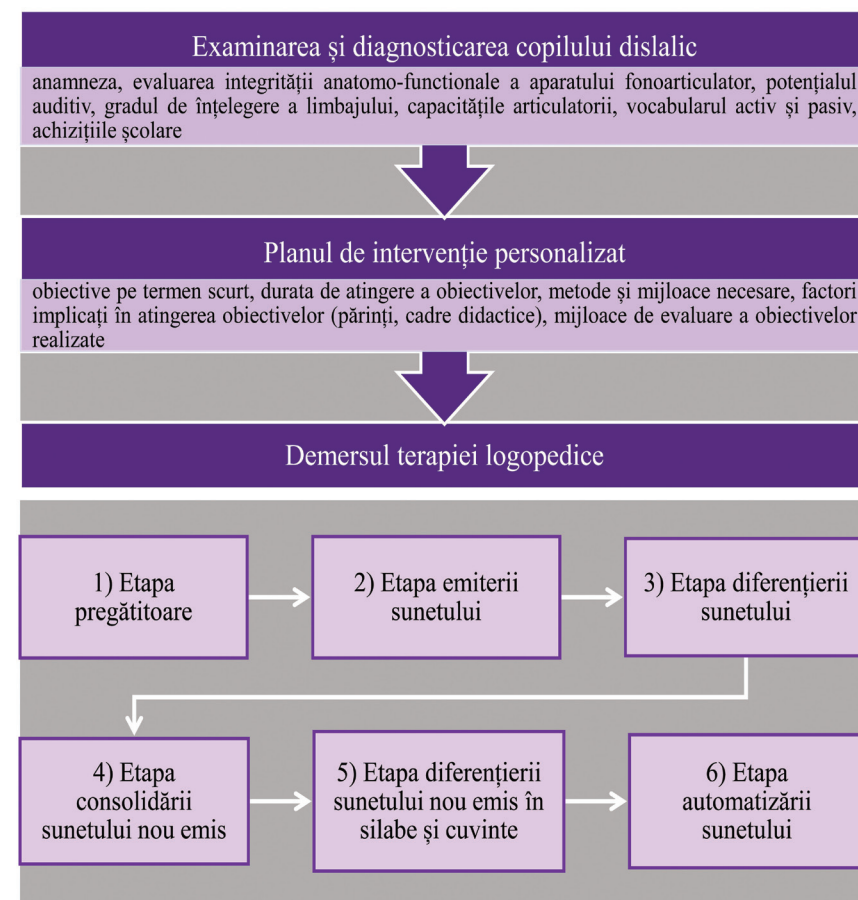 Examinarea și diagnosticarea copilului dislalic
anamneza, evaluarea integrității anatomo-functionale a aparatului fonoarticulator, potențialul
auditiv, gradul de înțelegere a limbajului, capacitățile articulatorii, vocabularul activ și pasiv,
achizițiile școlare
Planul de intervenție personalizat
obiective pe termen scurt, durata de atingere a obiectivelor, metode și mijloace necesare, factori
implicați în atingerea obiectivelor (părinți, cadre didactice), mijloace de evaluare a obiectivelor
realizate
Demersul terapiei logopedice
1) Etapa
pregătitoare
2) Etapa emiterii
sunetului
3) Etapa diferențierii
sunetului
4) Etapa
consolidării
sunetului nou emis
5) Etapa diferențierii
sunetului nou emis în
silabe și cuvinte
6) Etapa
automatizării
sunetului